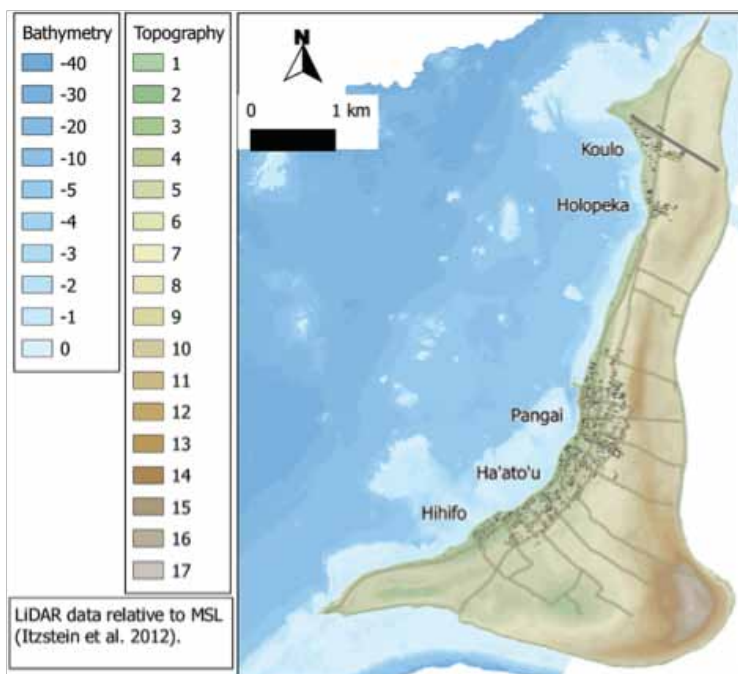 Bathymetry
-40
-30
-20
-10
-5
-4
-3
-2
-1
0
Topography
1
2
3
4
5
6
7
8
9
10
11
12
13
14
15
16
17
LiDAR data relative to MSL
(Itzstein et al. 2012).
N
0 1 km
Koulo
Holopeka
Pangai
Ha'ato'u
Hihifo